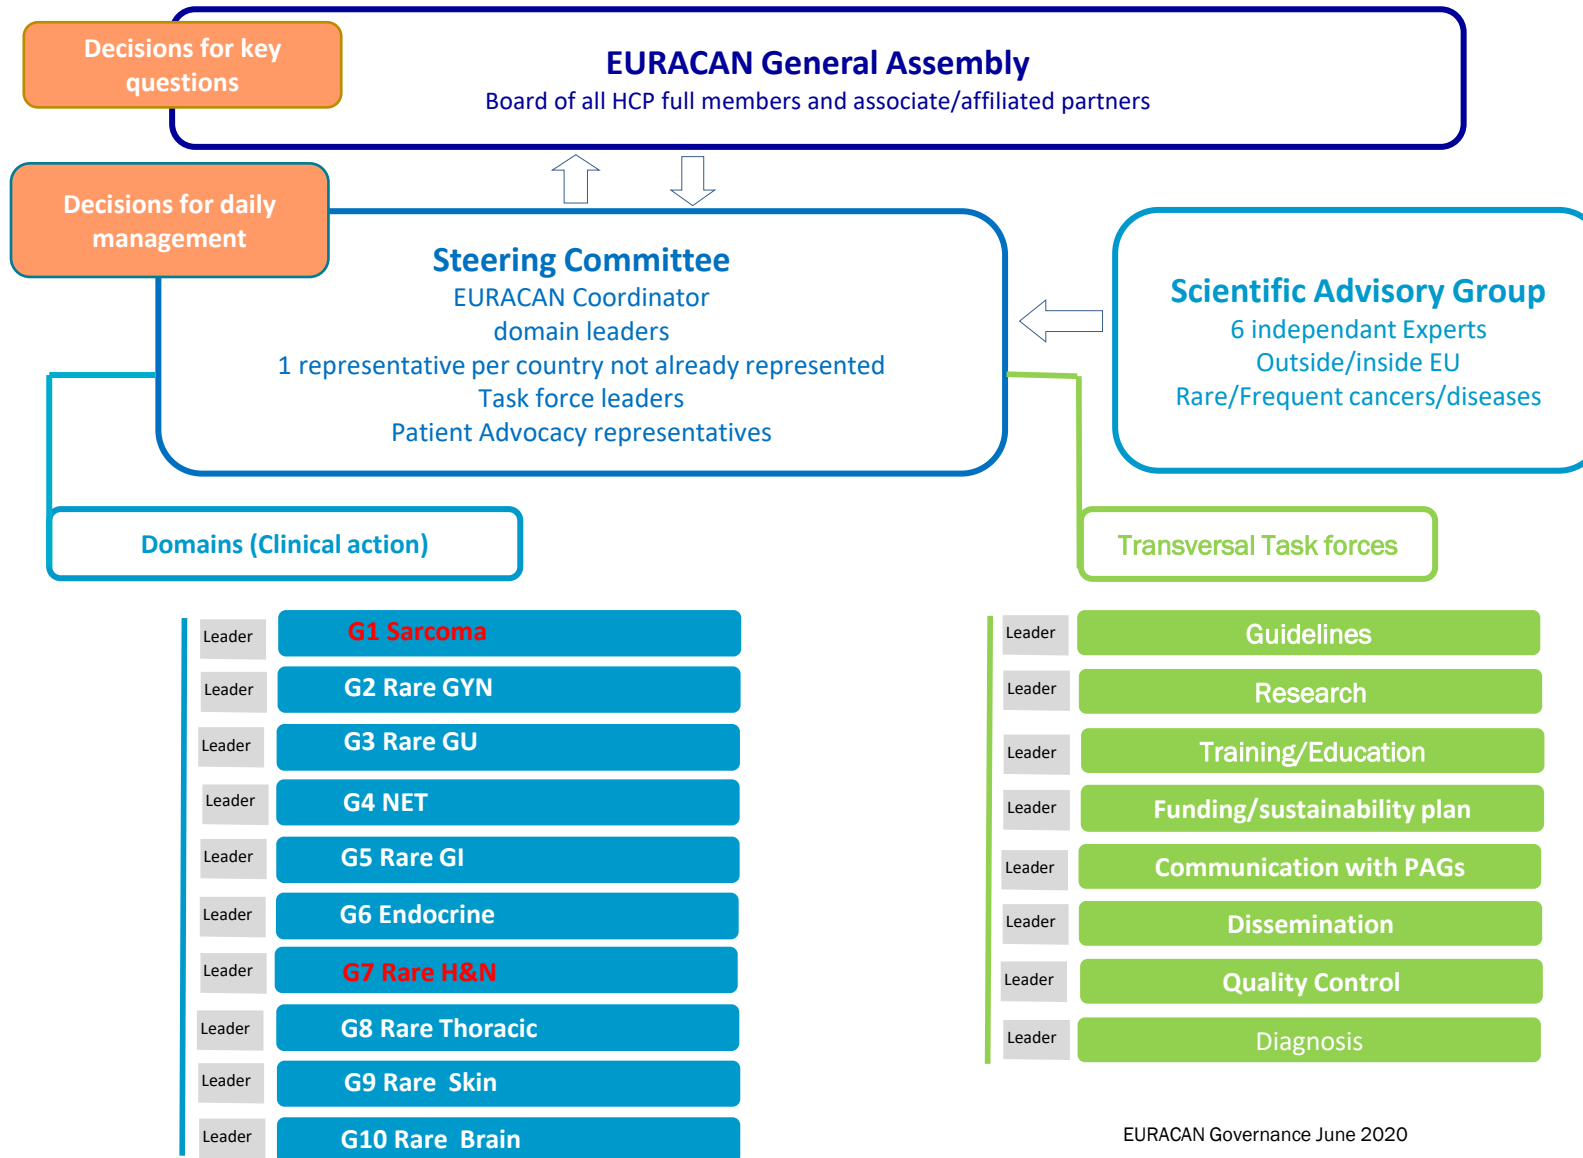 Decisions for key
questions
EURACAN General Assembly
Board of all HCP full members and associate/affiliated partners
Decisions for daily
management
Steering Committee
EURACAN Coordinator
domain leaders
1 representative per country not already represented
Task force leaders
Patient Advocacy representatives
Scientific Advisory Group
6 independant Experts
Outside/inside EU
Rare/Frequent cancers/diseases
Domains (Clinical action)
Transversal Task forces
Leader
G1 Sarcoma
Leader
G2 Rare GYN
Leader
G3 Rare GU
Leader
G4 NET
Leader
G5 Rare GI
Leader
G6 Endocrine
Leader
G7 Rare H&N
Leader
G8 Rare Thoracic
Leader
G9 Rare  Skin
Leader
G10 Rare  Brain
Leader
Guidelines
Leader
Research
Leader
Training/Education
Leader
Funding/sustainability plan
Leader
Communication with PAGs
Leader
Dissemination
Leader
Quality Control
Leader
Diagnosis
EURACAN Governance June 2020